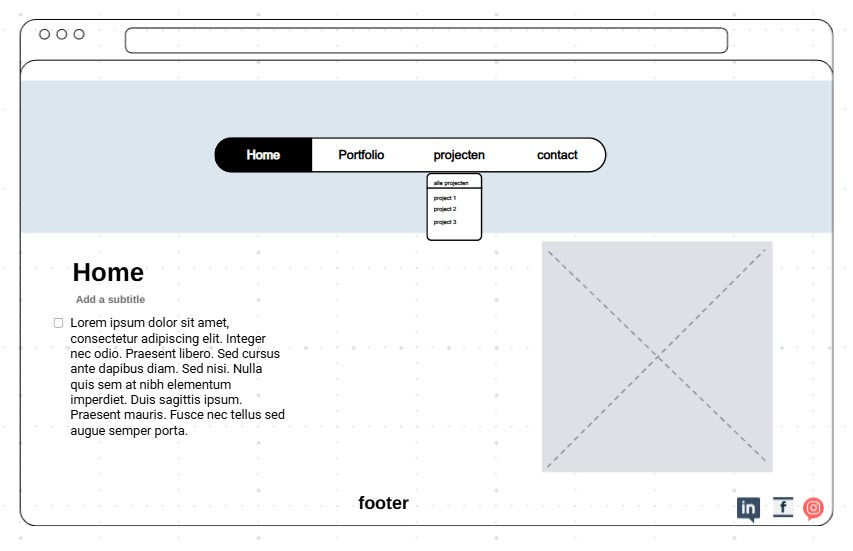 Home Portfolio projecten contact
alle projecten
project 1
project 2
project 3
Home
Add a subtitle
Lorem ipsum dolor sit amet,
consectetur adipiscing elit. Integer
nec odio. Praesent libero. Sed cursus
ante dapibus diam. Sed nisi. Nulla
quis sem at nibh elementum
imperdiet. Duis sagittis ipsum.
Praesent mauris. Fusce nec tellus sed
augue semper porta.
footer
in f